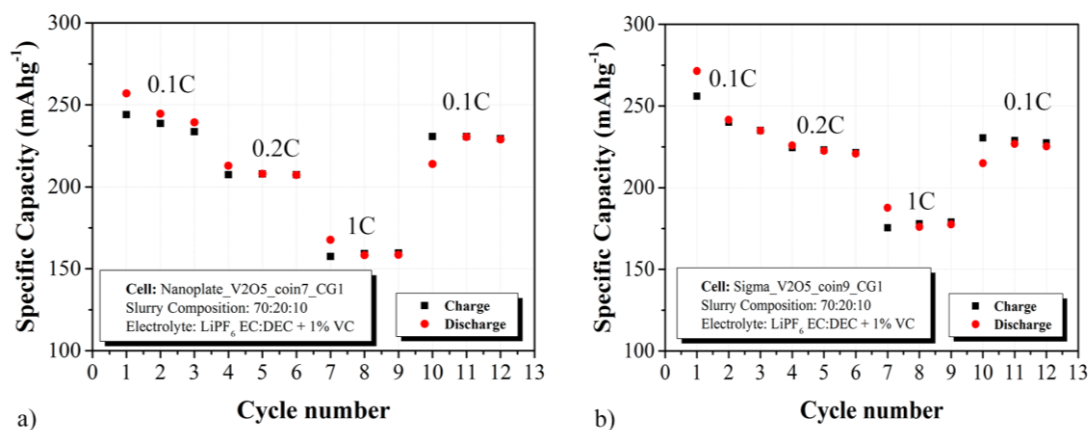 Specific Capacity (mAhg⁻¹)
300
250
200
150
100
0.1C
0.2C
1C
0.1C
Cell: Nanoplate_V2O5_coin7_CG1
Slurry Composition: 70:20:10
Electrolyte: LiPF₆ EC:DEC + 1% VC
Charge
Discharge
0 1 2 3 4 5 6 7 8 9 10 11 12 13
Cycle number
a)
Specific Capacity (mAhg⁻¹)
300
250
200
150
100
0.1C
0.2C
1C
0.1C
Cell: Sigma_V2O5_coin9_CG1
Slurry Composition: 70:20:10
Electrolyte: LiPF₆ EC:DEC + 1% VC
Charge
Discharge
0 1 2 3 4 5 6 7 8 9 10 11 12 13
Cycle number
b)